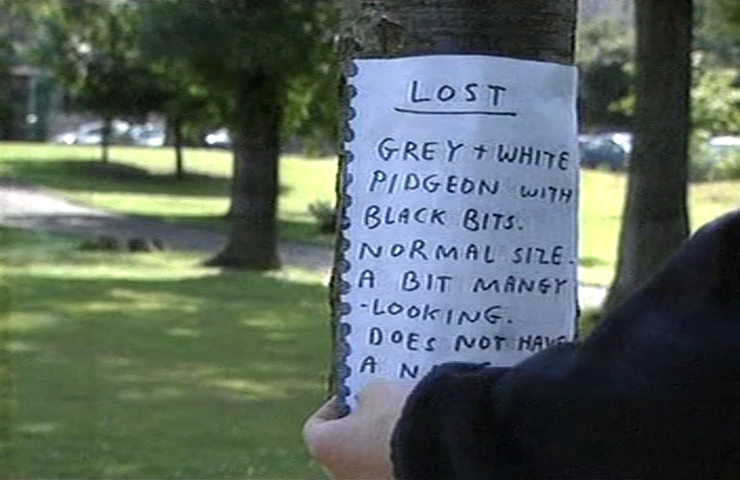 LOST
GREY + WHITE
PIDGEON WITH
BLACK BITS.
NORMAL SIZE.
A BIT MANGY
-LOOKING.
DOES NOT HAVE
A